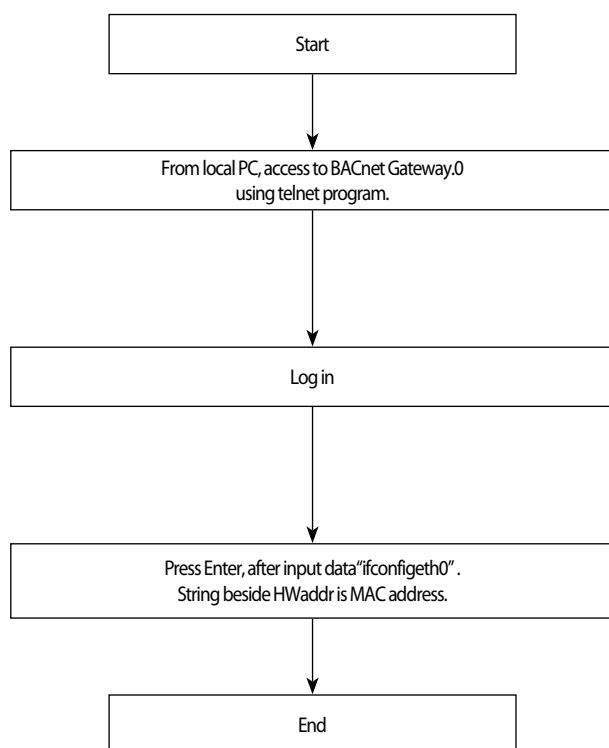 Start
From local PC, access to BACnet Gateway.0
using telnet program.
Log in
Press Enter, after input data“ifconfigeth0” .
String beside HWaddr is MAC address.
End